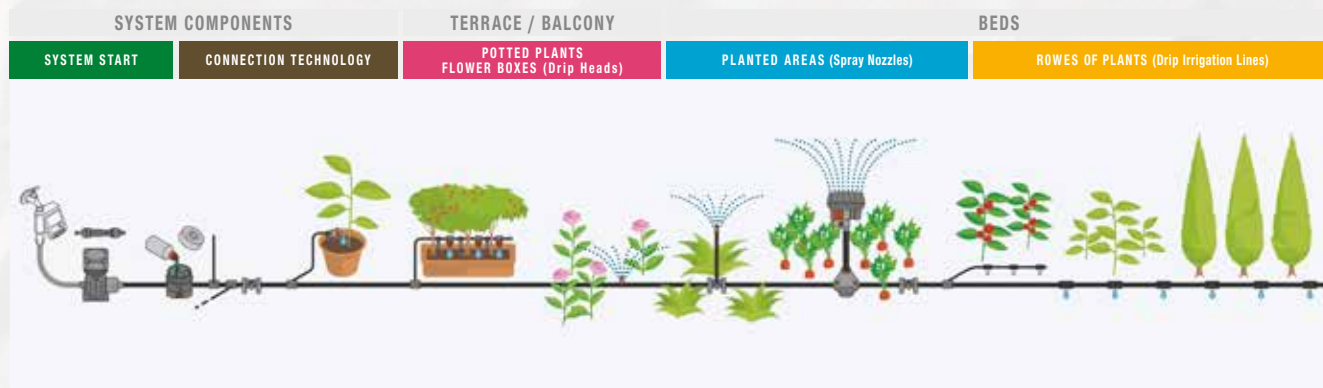 SYSTEM COMPONENTS
TERRACE / BALCONY
BEDS
SYSTEM START
CONNECTION TECHNOLOGY
POTTED PLANTS
FLOWER BOXES (Drip Heads)
PLANTED AREAS (Spray Nozzles)
ROWES OF PLANTS (Drip Irrigation Lines)